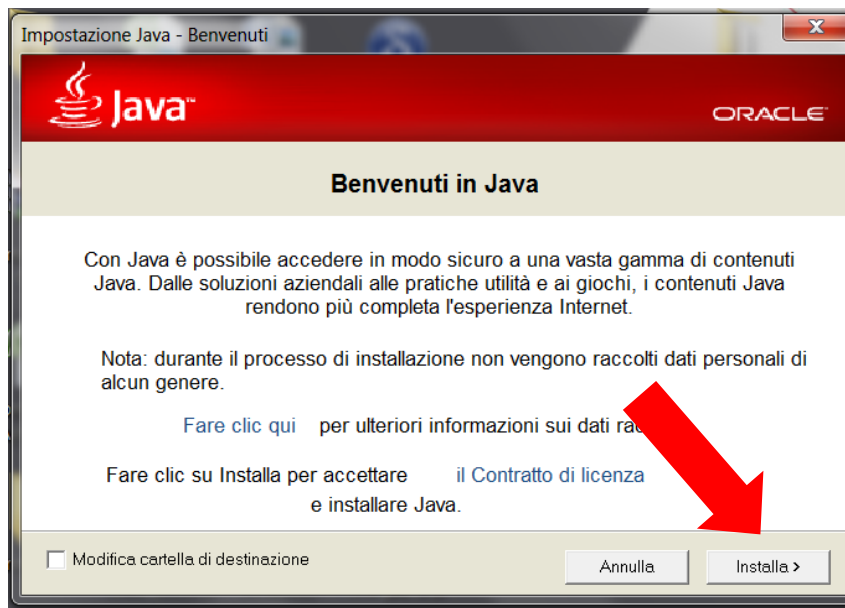 Impostazione Java - Benvenuti
Java™
ORACLE
Benvenuti in Java
Con Java è possibile accedere in modo sicuro a una vasta gamma di contenuti
Java. Dalle soluzioni aziendali alle pratiche utilità e ai giochi, i contenuti Java
rendono più completa l'esperienza Internet.
Nota: durante il processo di installazione non vengono raccolti dati personali di
alcun genere.
Fare clic qui per ulteriori informazioni sui dati
Fare clic su Installa per accettare il Contratto di licenza
e installare Java.
Modifica cartella di destinazione
Annulla
Installa >